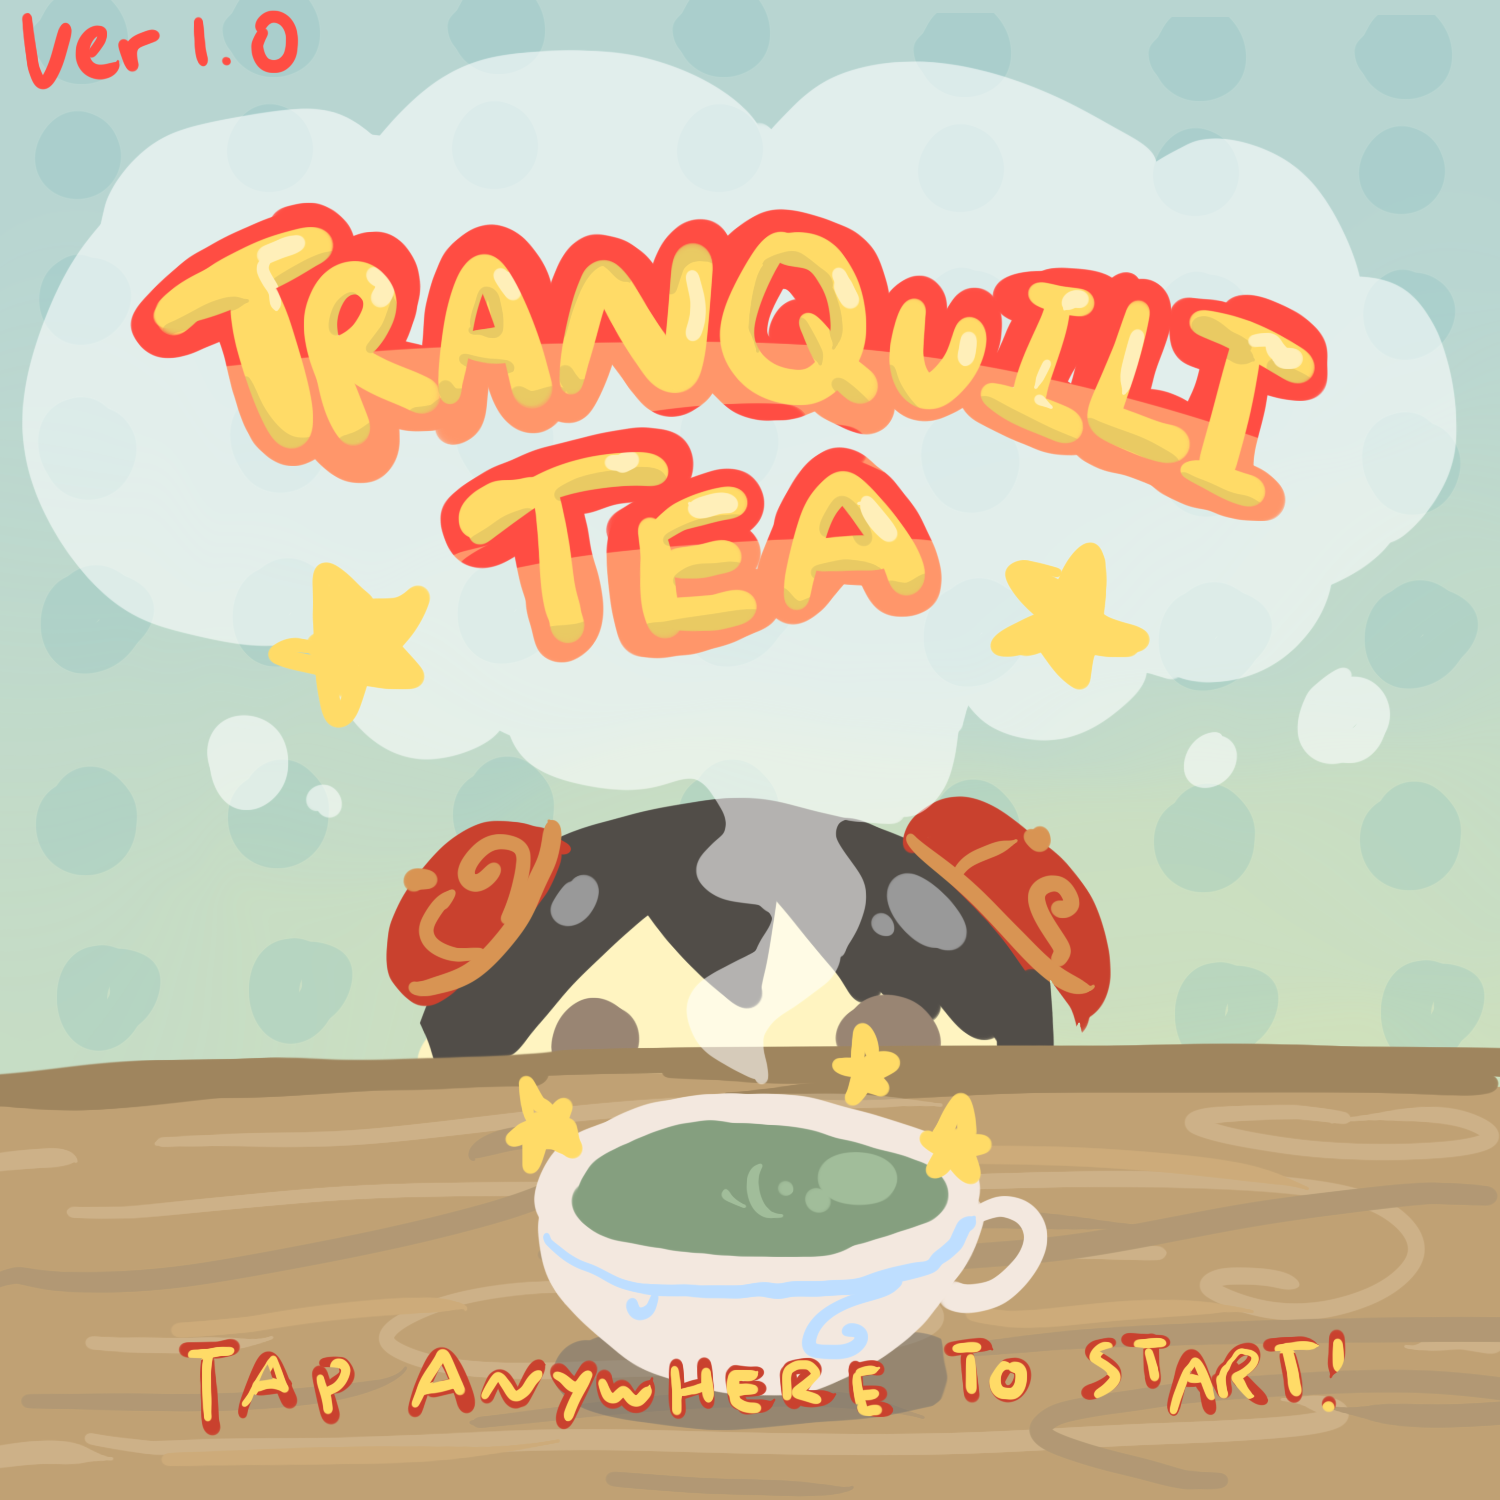 Ver 1.0
TRANQUILI
TEA
TAP ANYWHERE TO START!